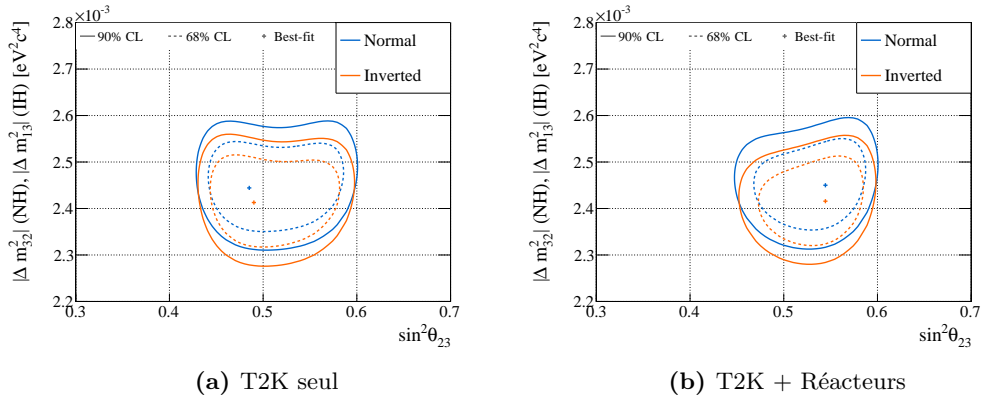 ×10⁻³
2.8
2.7
2.6
2.5
2.4
2.3
2.2
|Δ m²₃₂| (NH), |Δ m²₁₃| (IH) [eV²c⁴]
90% CL 68% CL Best-fit
Normal
Inverted
0.3 0.4 0.5 0.6 0.7
sin²θ₂₃
(a) T2K seul
×10⁻³
2.8
2.7
2.6
2.5
2.4
2.3
2.2
|Δ m²₃₂| (NH), |Δ m²₁₃| (IH) [eV²c⁴]
90% CL 68% CL Best-fit
Normal
Inverted
0.3 0.4 0.5 0.6 0.7
sin²θ₂₃
(b) T2K + Réacteurs